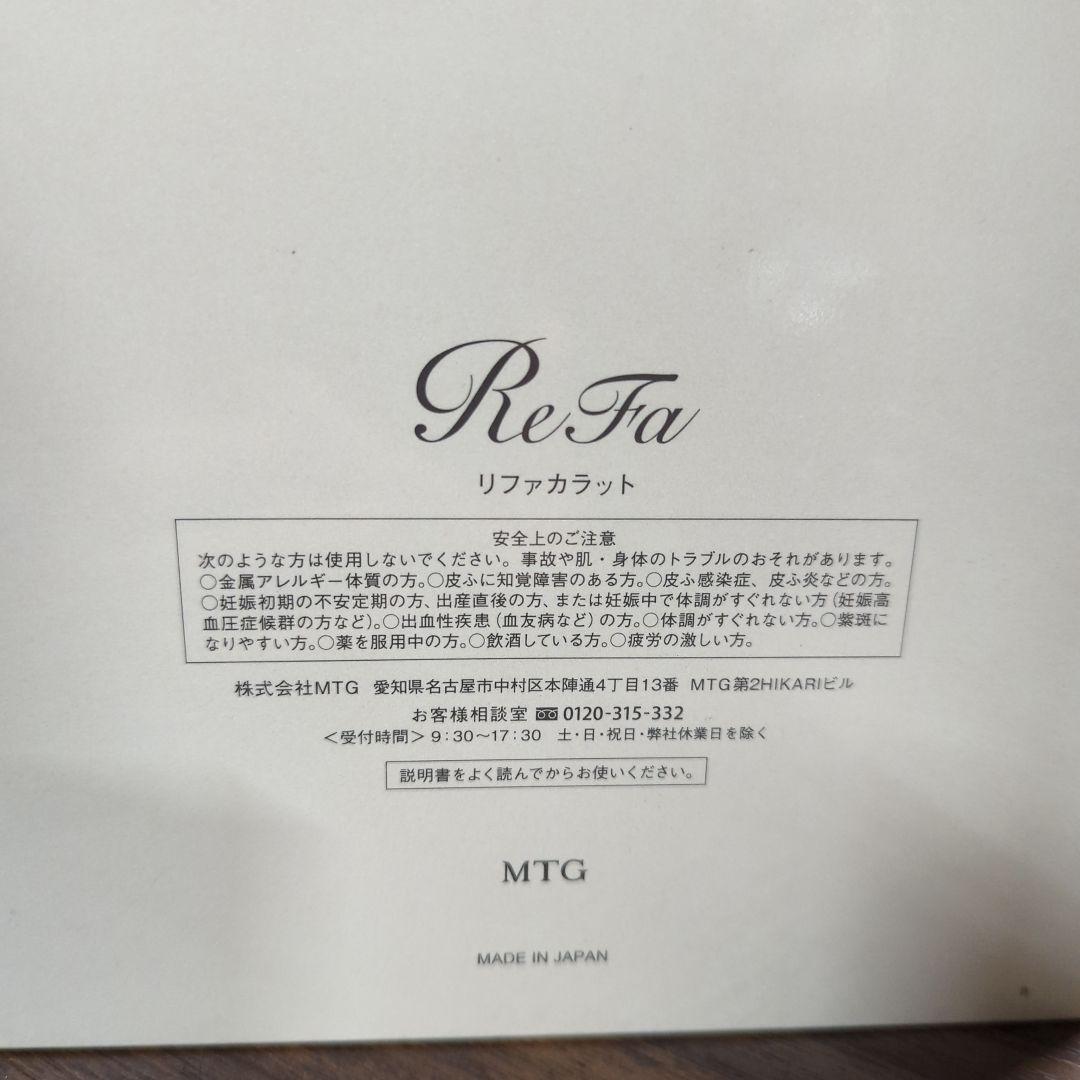 ReFa
リファカラット
安全上のご注意
次のような方は使用しないでください。事故や肌・身体のトラブルのおそれがあります。
○金属アレルギー体質の方。○皮ふに知覚障害のある方。○皮ふ感染症、皮ふ炎などの方。
○妊娠初期の不安定期の方、出産直後の方、または妊娠中で体調がすぐれない方（妊娠高
血圧症候群の方など）。○出血性疾患（血友病など）の方。○体調がすぐれない方。○紫斑に
なりやすい方。○薬を服用中の方。○飲酒している方。○疲労の激しい方。
株式会社MTG 愛知県名古屋市中村区本陣通4丁目13番 MTG第2HIKARIビル
お客様相談室 0120-315-332
＜受付時間＞9:30～17:30 土・日・祝日・弊社休業日を除く
説明書をよく読んでからお使いください。
MTG
MADE IN JAPAN